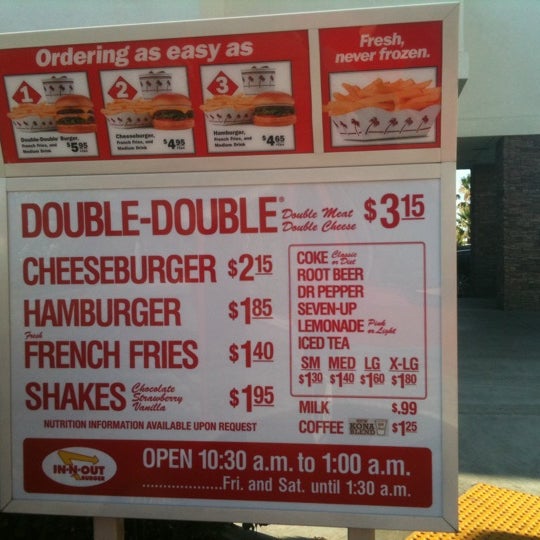 Ordering as easy as
Fresh,
never frozen.
1
2
3
Double-Double Burger,
French Fries, and
Medium Drink
$5.95
Cheeseburger,
French Fries, and
Medium Drink
$4.95
Hamburger,
French Fries, and
Medium Drink
$4.65
DOUBLE-DOUBLE® Double Meat Double Cheese $3.15
CHEESEBURGER $2.15
HAMBURGER $1.85
Fresh
FRENCH FRIES $1.40
SHAKES Chocolate Strawberry Vanilla $1.95
NUTRITION INFORMATION AVAILABLE UPON REQUEST
COKE Classic or Diet
ROOT BEER
DR PEPPER
SEVEN-UP
LEMONADE Pink or Light
ICED TEA
SM MED LG X-LG
$1.30 $1.40 $1.60 $1.80
MILK $.99
COFFEE KONA BLEND $1.25
IN-N-OUT
BURGER
OPEN 10:30 a.m. to 1:00 a.m.
..................Fri. and Sat. until 1:30 a.m.